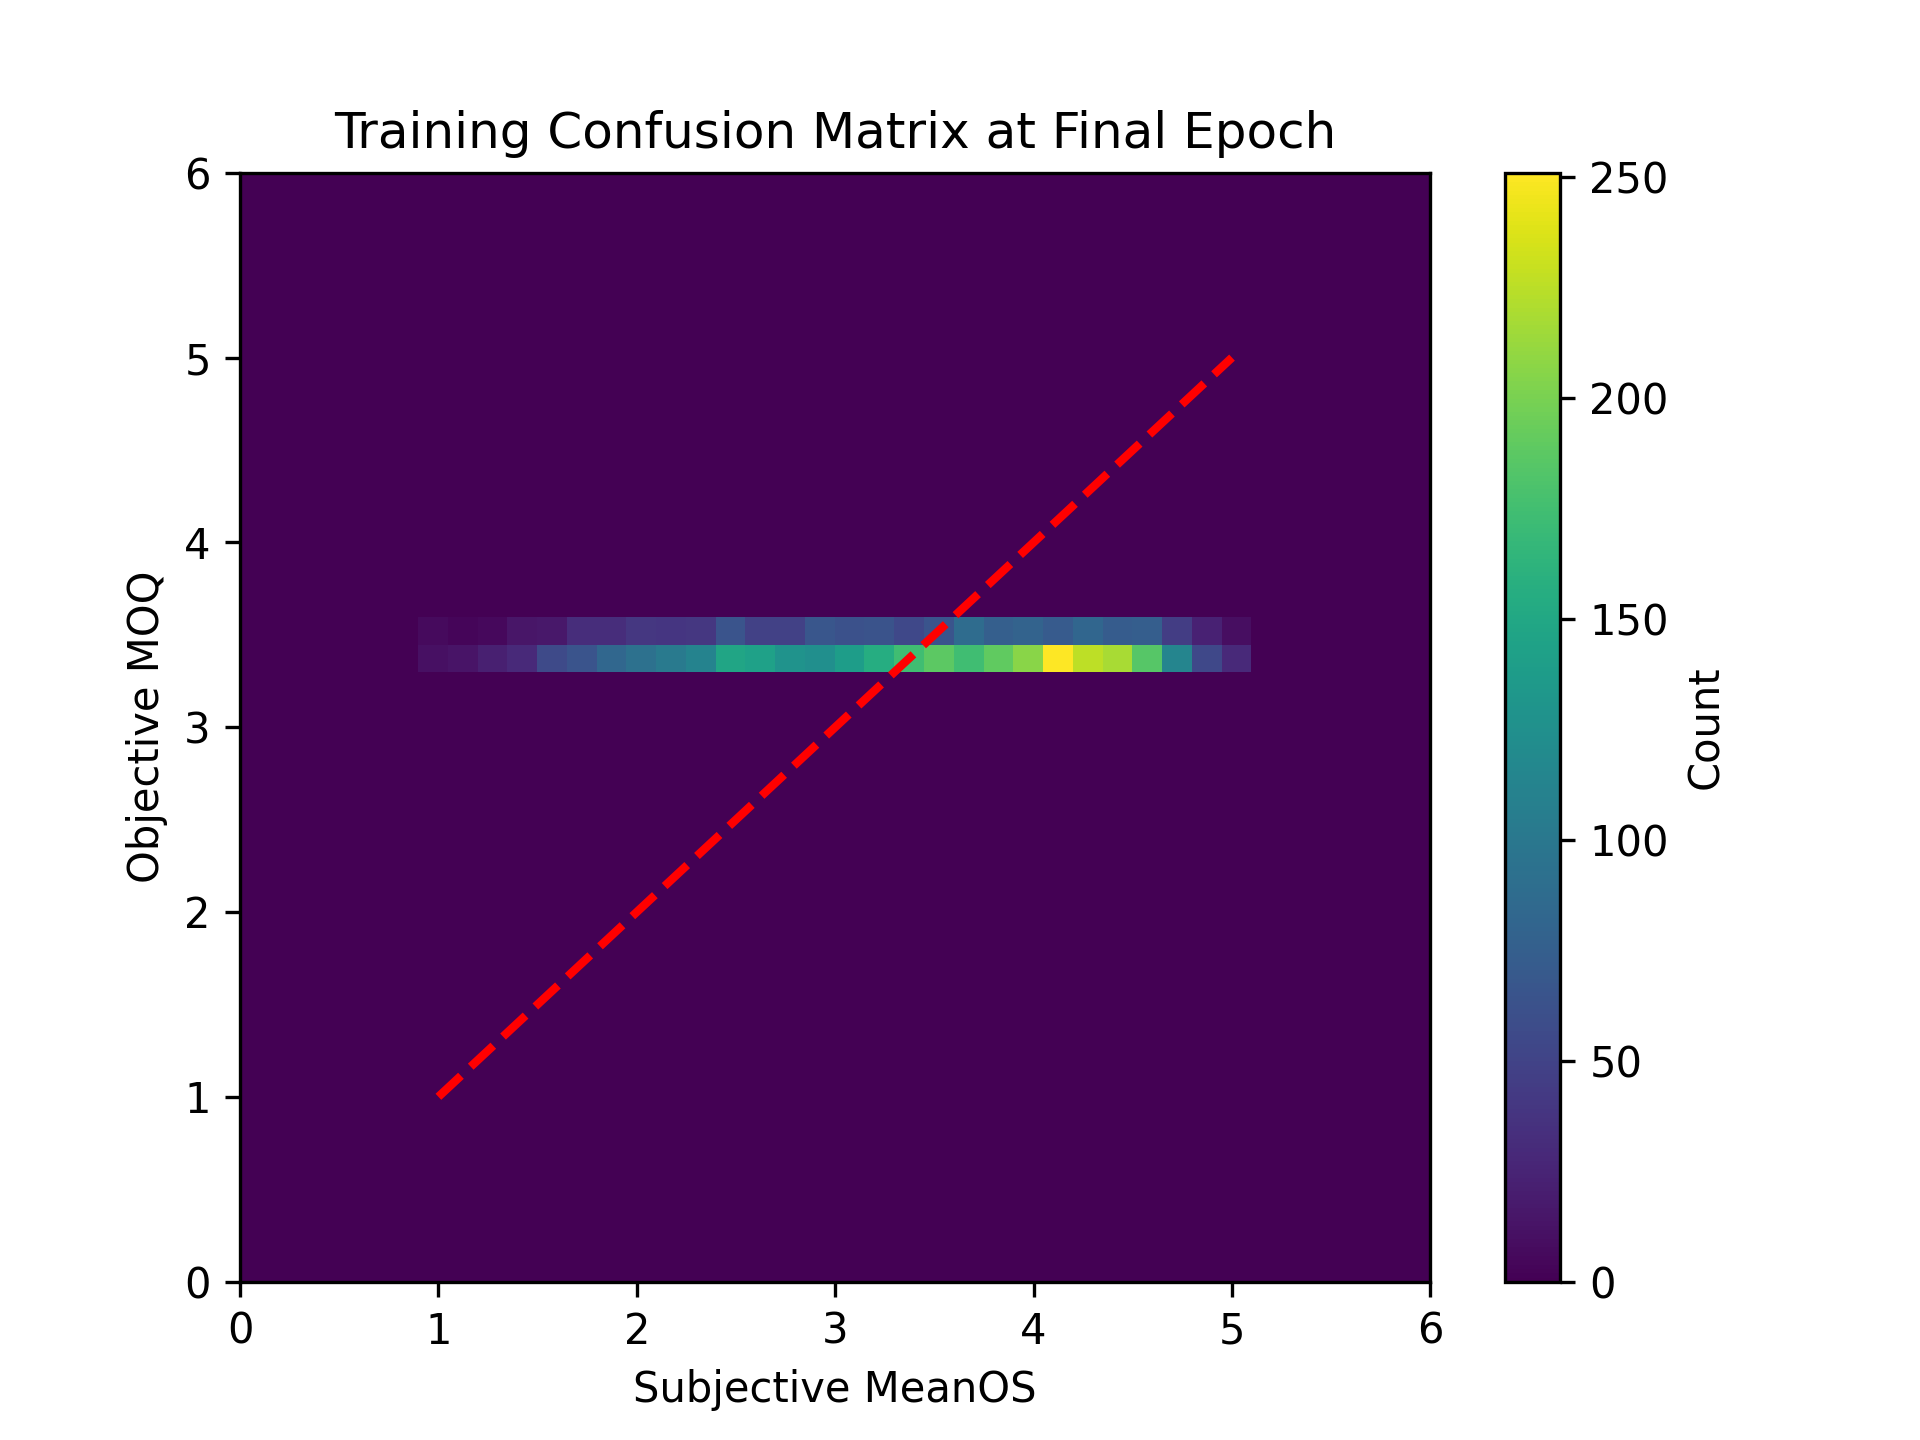 Training Confusion Matrix at Final Epoch
6
5
4
3
2
1
0
Objective MOQ
0 1 2 3 4 5 6
Subjective MeanOS
250
200
150
100
50
0
Count